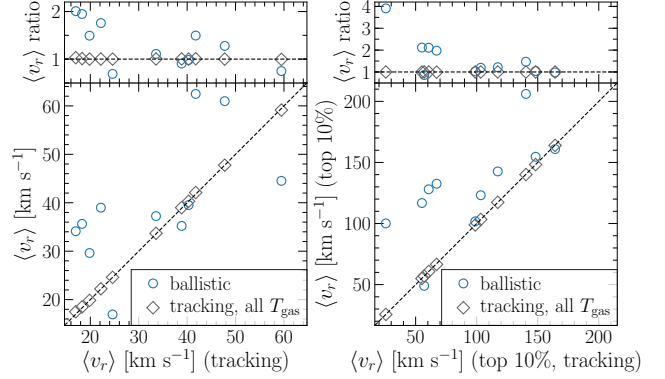 2
1
⟨v_r⟩ ratio
60
50
40
30
20
⟨v_r⟩ [km s⁻¹]
ballistic
tracking, all T_gas
20 30 40 50 60
⟨v_r⟩ [km s⁻¹] (tracking)
4
2
1
⟨v_r⟩ ratio
200
150
100
50
⟨v_r⟩ [km s⁻¹] (top 10%)
ballistic
tracking, all T_gas
50 100 150 200
⟨v_r⟩ [km s⁻¹] (top 10%, tracking)